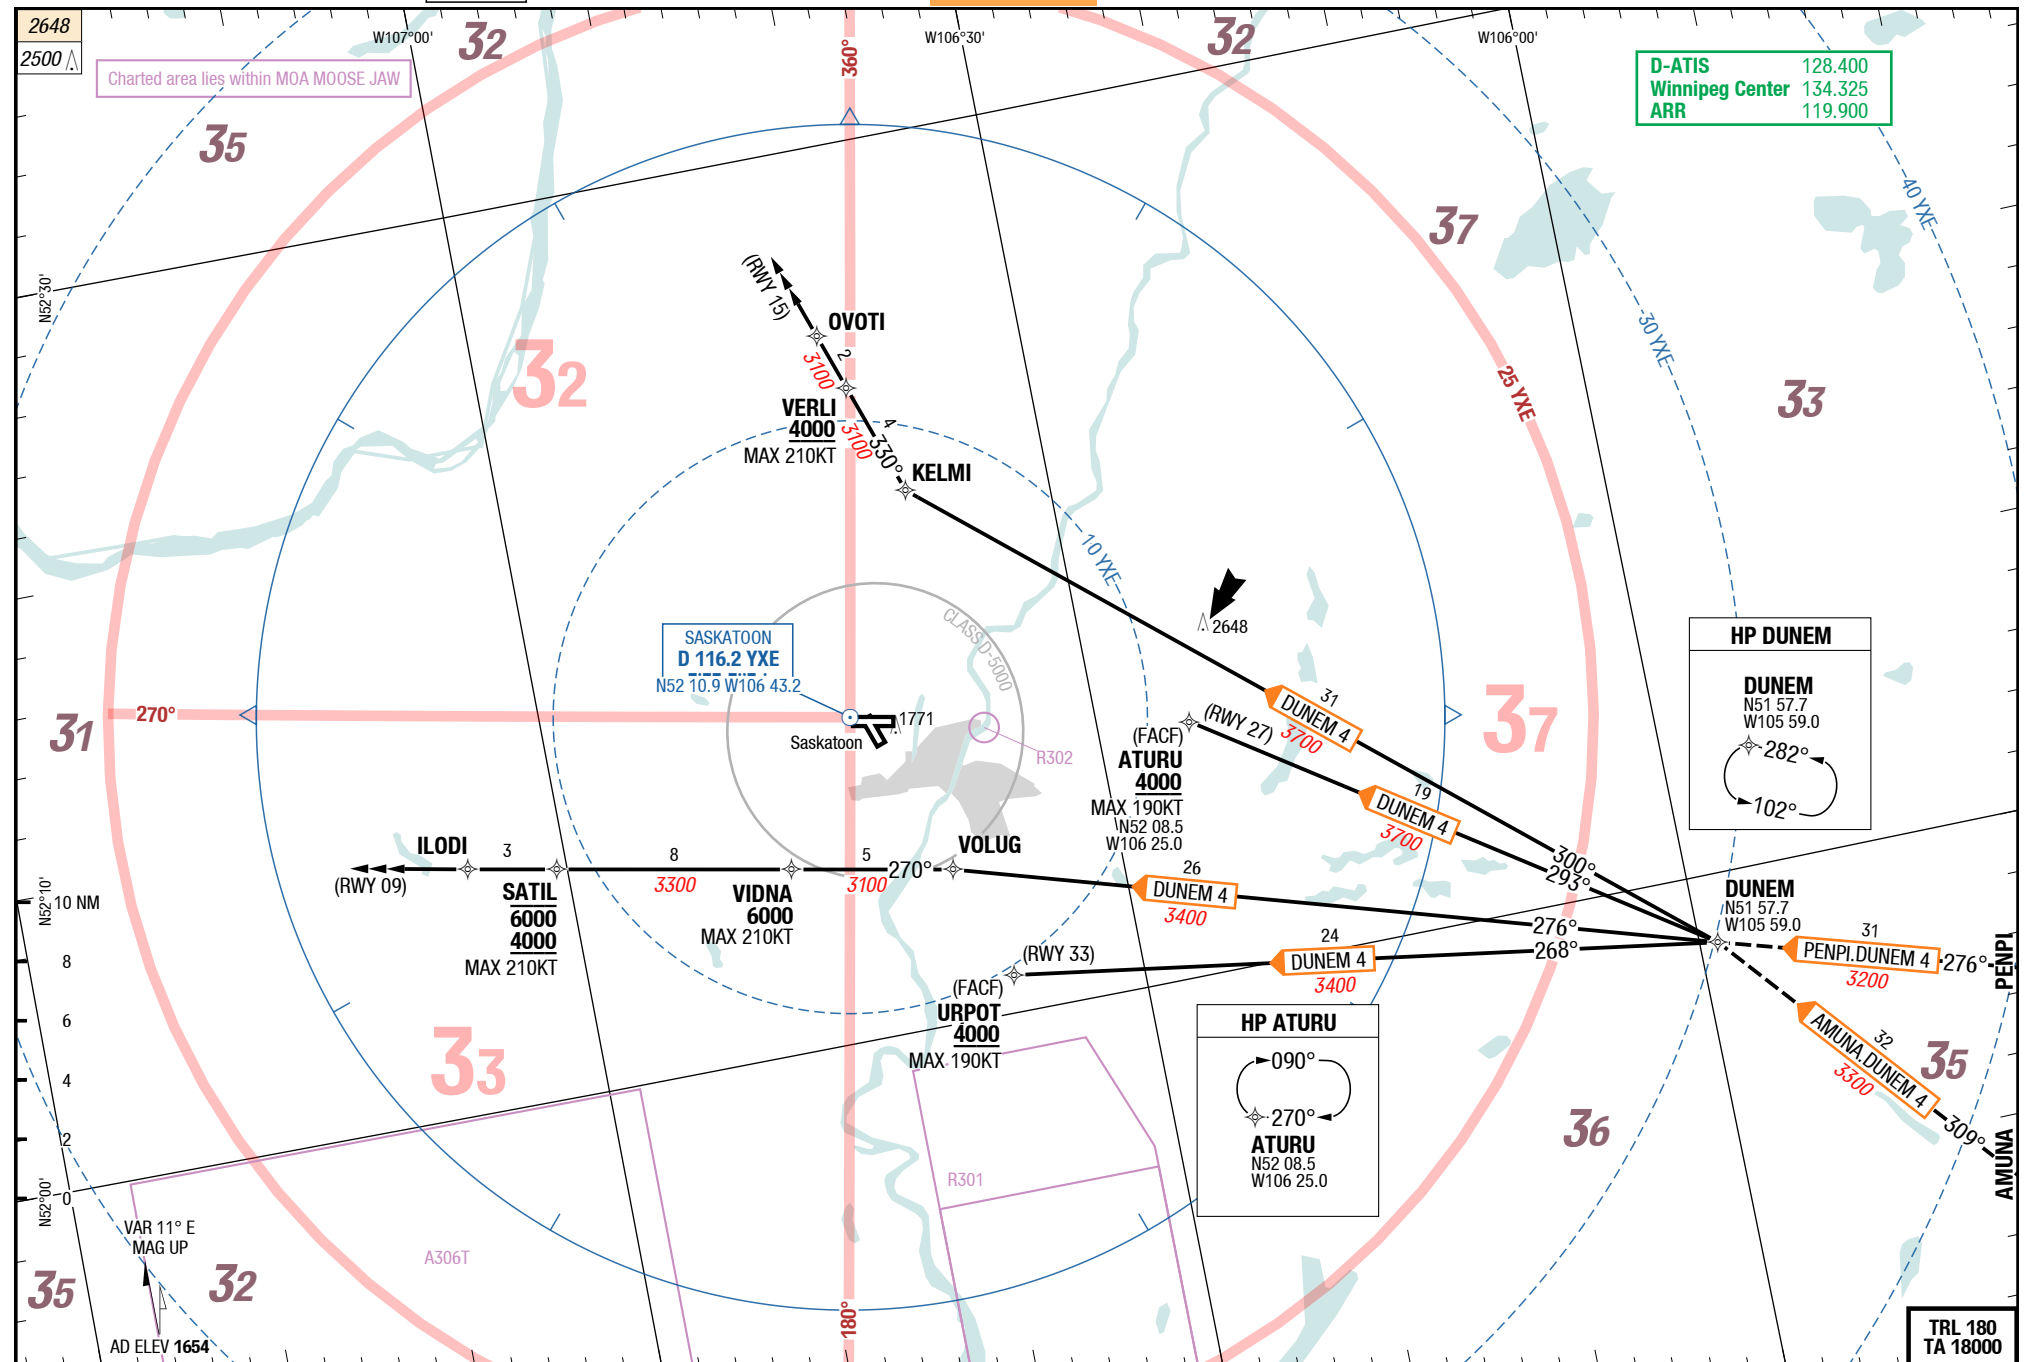 2648
2500
Charted area lies within MOA MOOSE JAW
W107°00'
32
360°
W106°30'
32
W106°00'
D-ATIS 128.400
Winnipeg Center 134.325
ARR 119.900
35
37
40 YXE
30 YXE
25 YXE
33
N52°30'
(RWY 15)
OVOTI
2
3100
VERLI
4000
MAX 210KT
4
3100
330°
KELMI
32
10 YXE
CLASS D-5000
2648
SASKATOON
D 116.2 YXE
N52 10.9 W106 43.2
270°
31
1771
Saskatoon
R302
37
31
DUNEM 4
3700
(RWY 27)
(FACF)
ATURU
4000
MAX 190KT
N52 08.5
W106 25.0
19
DUNEM 4
3700
HP DUNEM
DUNEM
N51 57.7
W105 59.0
282°
102°
300°
293°
ILODI
3
(RWY 09)
SATIL
6000
4000
MAX 210KT
8
3300
VIDNA
6000
MAX 210KT
5
3100
270°
VOLUG
26
DUNEM 4
3400
276°
268°
DUNEM
N51 57.7
W105 59.0
31
PENPI.DUNEM 4
3200
276°
PENPI
(RWY 33)
24
DUNEM 4
3400
(FACF)
URPOT
4000
MAX 190KT
32
AMUNA.DUNEM 4
3300
309°
AMUNA
35
36
HP ATURU
090°
270°
ATURU
N52 08.5
W106 25.0
33
N52°10'
10 NM
8
6
4
2
0
N52°00'
R301
A306T
VAR 11° E
MAG UP
35
32
AD ELEV 1654
180°
TRL 180
TA 18000